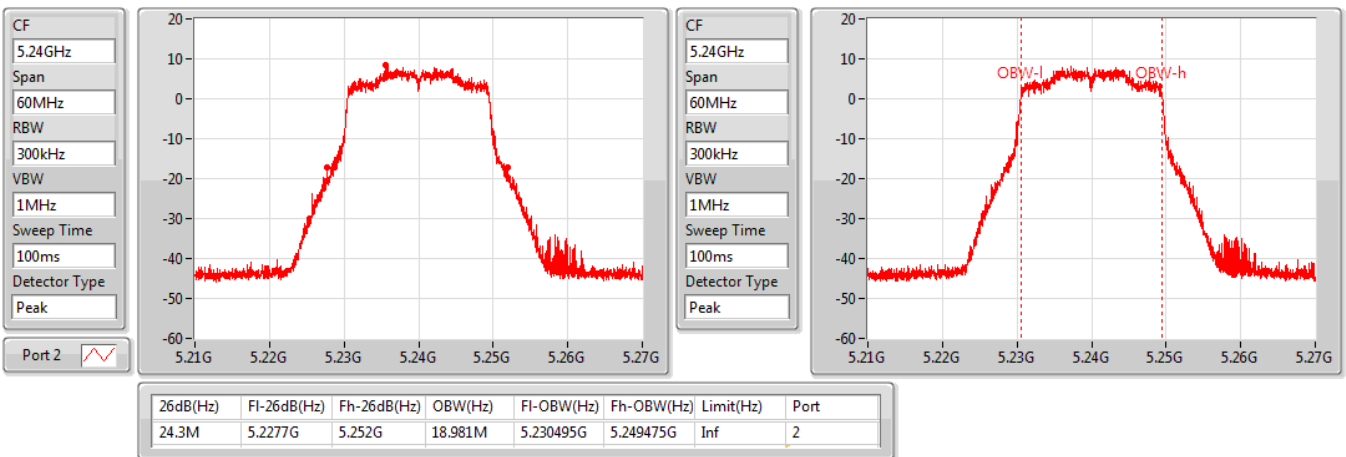 CF
5.24GHz
Span
60MHz
RBW
300kHz
VBW
1MHz
Sweep Time
100ms
Detector Type
Peak
Port 2
20
10
0
-10
-20
-30
-40
-50
-60
5.21G 5.22G 5.23G 5.24G 5.25G 5.26G 5.27G
CF
5.24GHz
Span
60MHz
RBW
300kHz
VBW
1MHz
Sweep Time
100ms
Detector Type
Peak
20
10
0
-10
-20
-30
-40
-50
-60
OBW-l OBW-h
5.21G 5.22G 5.23G 5.24G 5.25G 5.26G 5.27G
26dB(Hz) Fl-26dB(Hz) Fh-26dB(Hz) OBW(Hz) Fl-OBW(Hz) Fh-OBW(Hz) Limit(Hz) Port
24.3M 5.2277G 5.252G 18.981M 5.230495G 5.249475G Inf 2